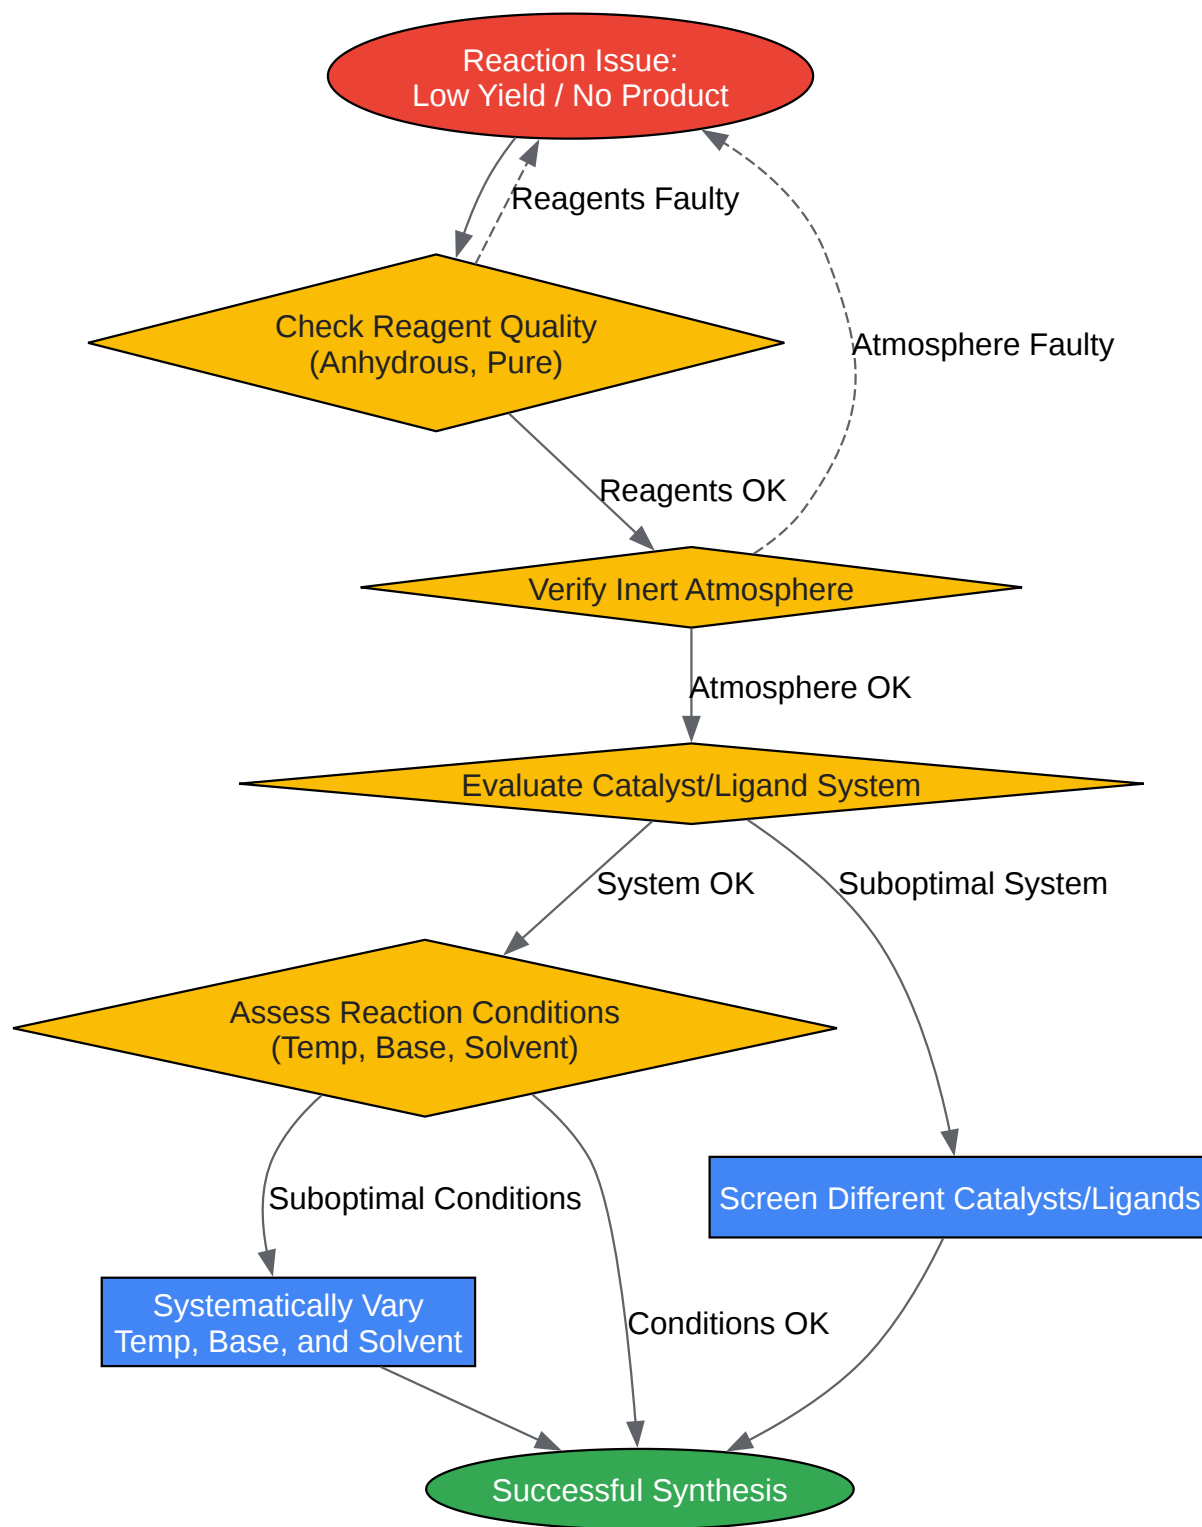 Reaction Issue:
Low Yield / No Product
Reagents Faulty
Check Reagent Quality
(Anhydrous, Pure)
Atmosphere Faulty
Reagents OK
Verify Inert Atmosphere
Atmosphere OK
Evaluate Catalyst/Ligand System
System OK
Suboptimal System
Assess Reaction Conditions
(Temp, Base, Solvent)
Suboptimal Conditions
Screen Different Catalysts/Ligands
Systematically Vary
Temp, Base, and Solvent
Conditions OK
Successful Synthesis